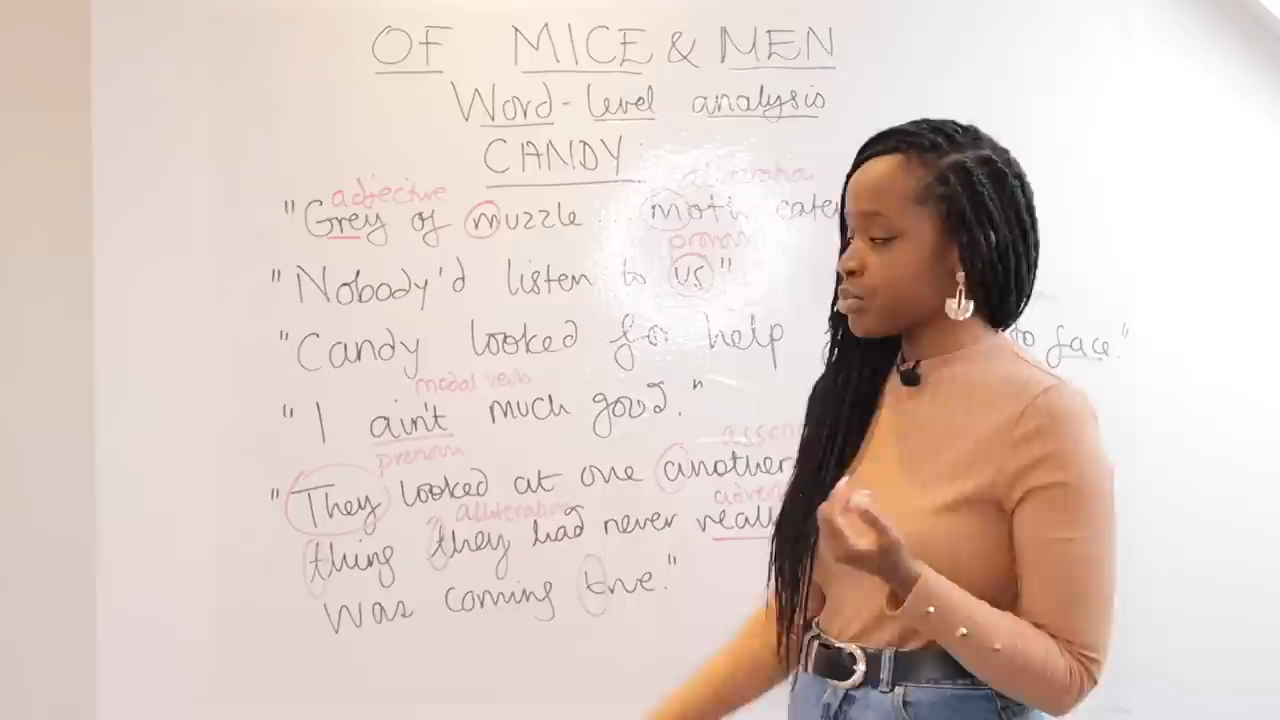 OF MICE & MEN
Word-level analysis
CANDY
adjective
"Grey of muzzle ... moth eaten
pronoun
"Nobody'd listen to us."
"Candy looked for help to face."
modal verb
"I ain't much good."
pronoun
"They looked at one another
alliteration
thing they had never really
was coming true."